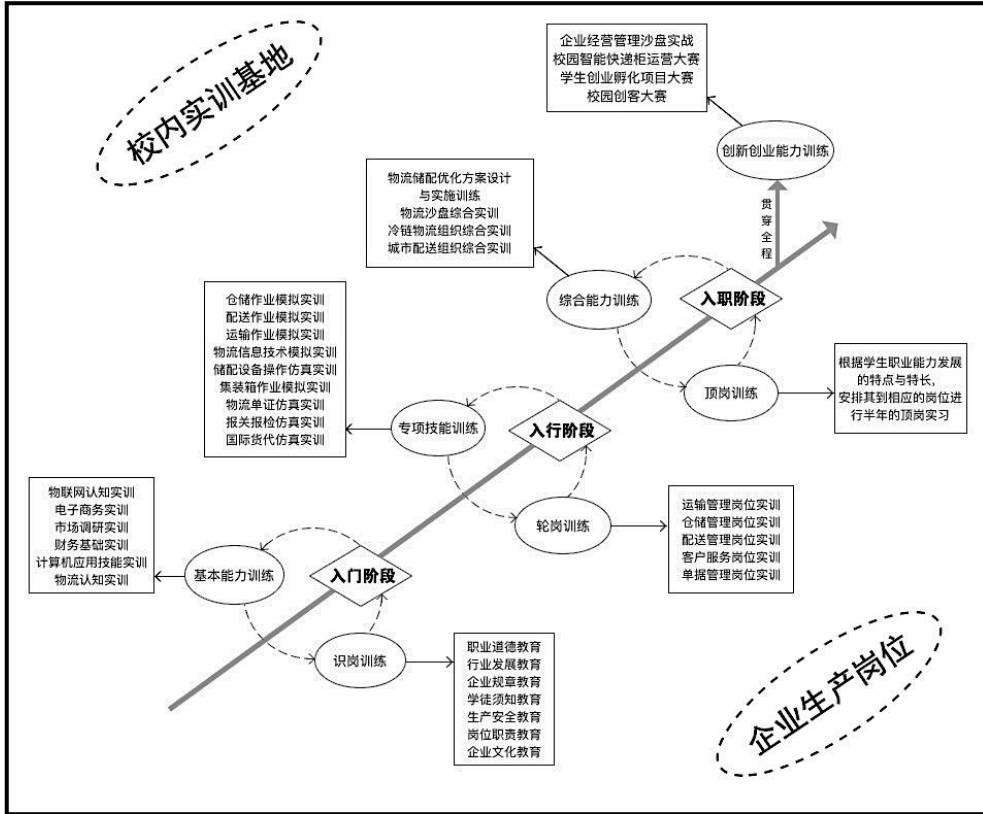 校内实训基地
企业经营管理沙盘实战
校园智能快递柜运营大赛
学生创业孵化项目大赛
校园创客大赛
创新创业能力训练
贯穿全程
物流储配优化方案设计
与实施训练
物流沙盘综合实训
冷链物流组织综合实训
城市配送组织综合实训
综合能力训练
入职阶段
顶岗训练
根据学生职业能力发展
的特点与特长,
安排其到相应的岗位进
行半年的顶岗实习
仓储作业模拟实训
配送作业模拟实训
运输作业模拟实训
物流信息技术模拟实训
储配设备操作仿真实训
集装箱作业模拟实训
物流单证仿真实训
报关报检仿真实训
国际货代仿真实训
专项技能训练
入行阶段
轮岗训练
运输管理岗位实训
仓储管理岗位实训
配送管理岗位实训
客户服务岗位实训
单据管理岗位实训
物联网认知实训
电子商务实训
市场调研实训
财务基础实训
计算机应用技能实训
物流认知实训
基本能力训练
入门阶段
识岗训练
职业道德教育
行业发展教育
企业规章教育
学徒须知教育
生产安全教育
岗位职责教育
企业文化教育
企业生产岗位